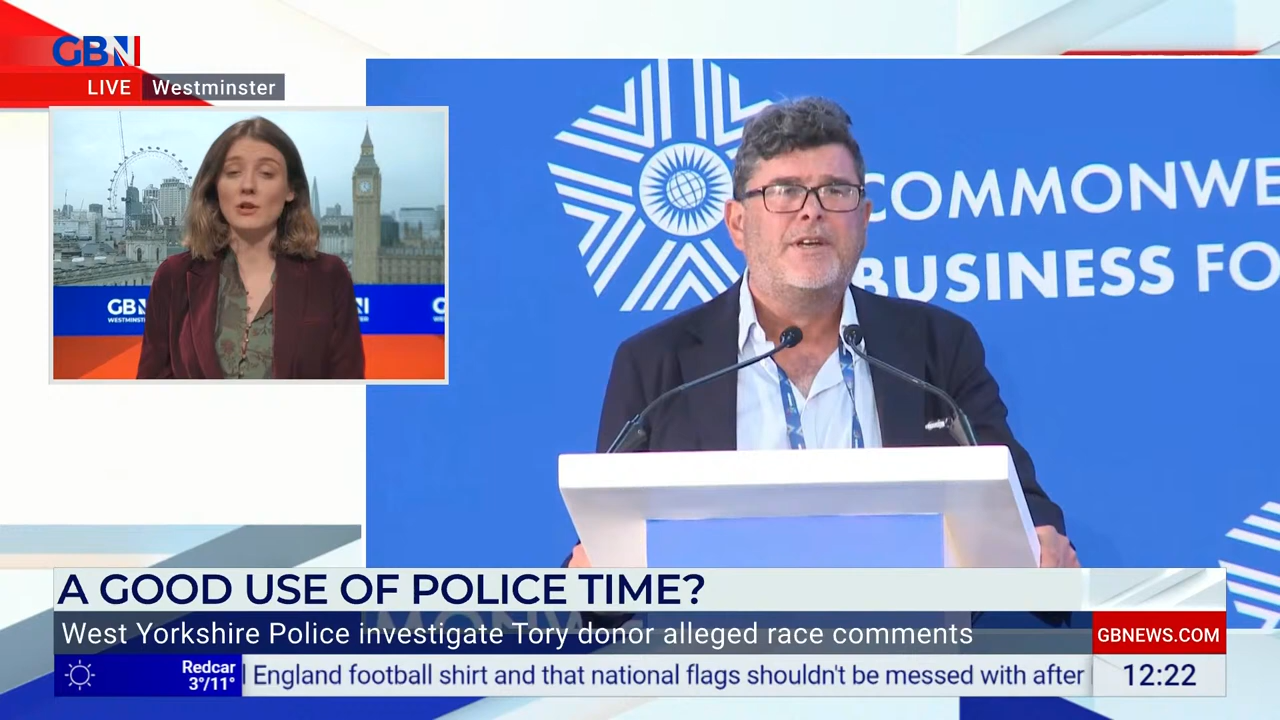 GBN
LIVE Westminster
GBN
WESTMINST
COMMONWE
BUSINESS FO
A GOOD USE OF POLICE TIME?
West Yorkshire Police investigate Tory donor alleged race comments
GBNEWS.COM
Redcar
3°/11°
England football shirt and that national flags shouldn't be messed with after
12:22